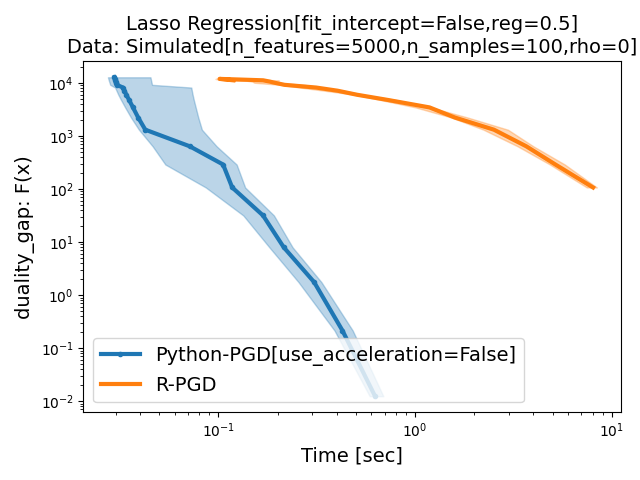 Lasso Regression[fit_intercept=False,reg=0.5]
Data: Simulated[n_features=5000,n_samples=100,rho=0]
duality_gap: F(x)
10⁴
10³
10²
10¹
10⁰
10⁻¹
10⁻²
Python-PGD[use_acceleration=False]
R-PGD
10⁻¹
10⁰
10¹
Time [sec]